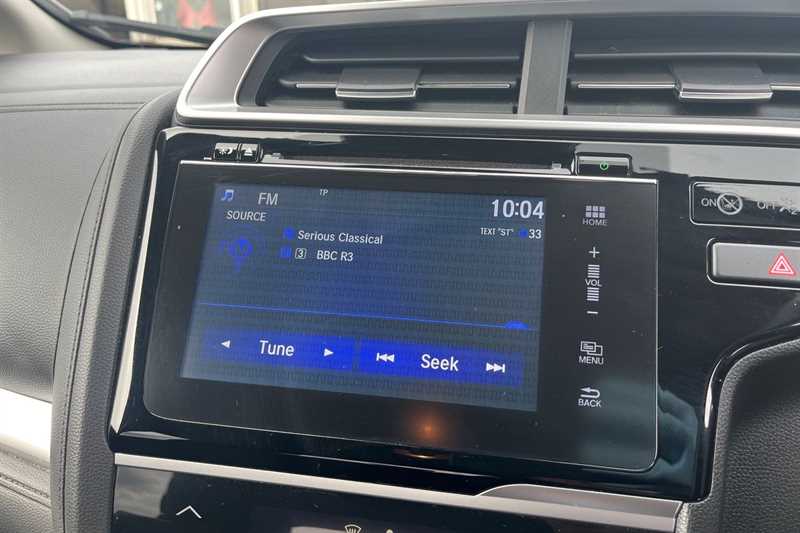 TP
FM
SOURCE
10:04
TEXT "ST" 33
Serious Classical
3 BBC R3
Tune
Seek
HOME
+
VOL
−
MENU
BACK
ON
OFF
2